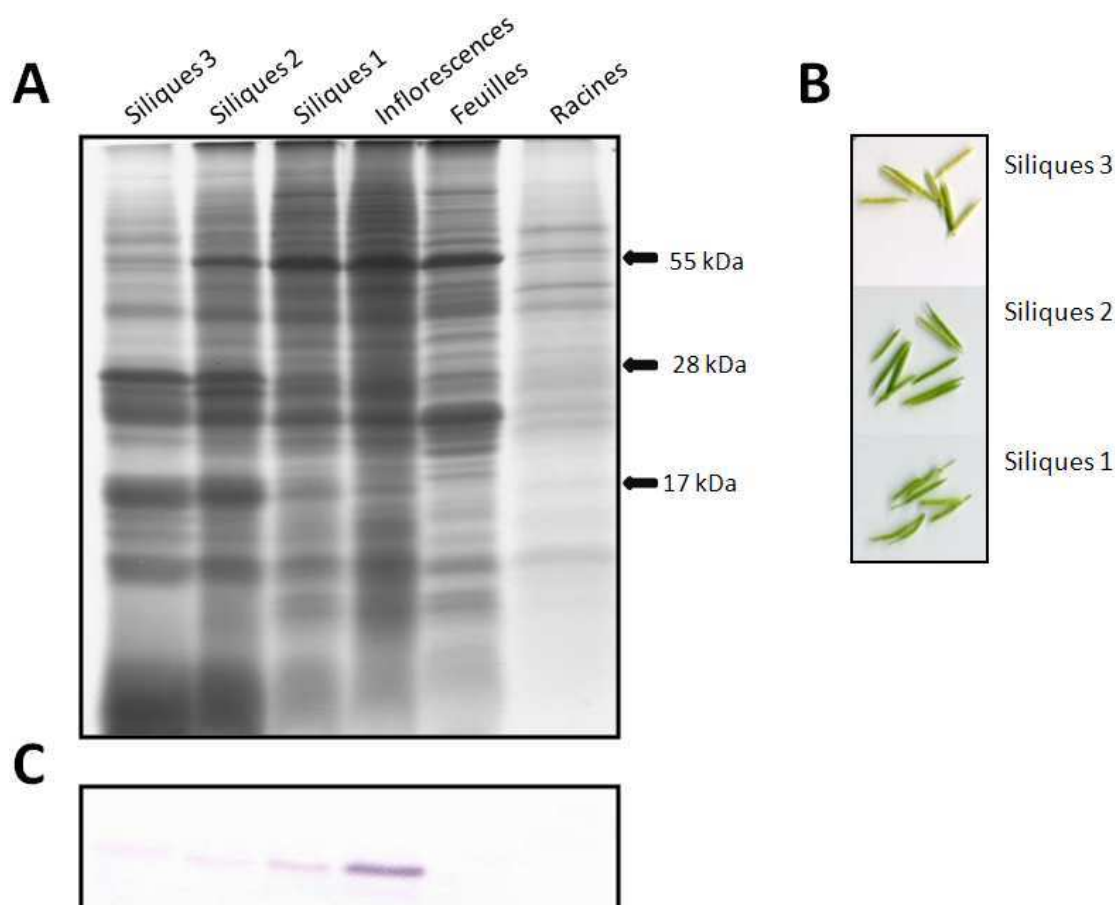 A
Siliques 3
Siliques 2
Siliques 1
Inflorescences
Feuilles
Racines
55 kDa
28 kDa
17 kDa
B
Siliques 3
Siliques 2
Siliques 1
C